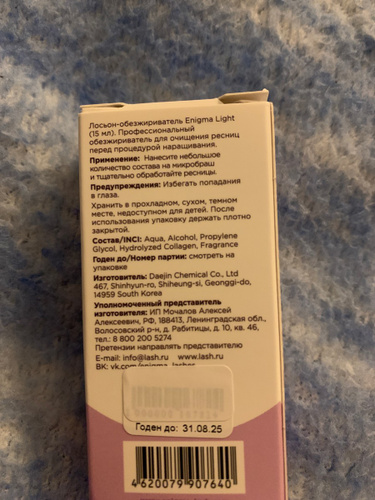 Лосьон-обезжириватель Enigma Light
(15 мл). Профессиональный
обезжириватель для очищения ресниц
перед процедурой наращивания.
Применение: Нанесите небольшое
количество состава на микробраш
и тщательно обработайте ресницы.
Предупреждения: Избегать попадания
в глаза.
Хранить в прохладном, сухом, темном
месте, недоступном для детей. После
использования упаковку держать плотно
закрытой.
Состав/INCI: Aqua, Alcohol, Propylene
Glycol, Hydrolyzed Collagen, Fragrance
Годен до/Номер партии: смотреть на
упаковке
Изготовитель: Daejin Chemical Co., Ltd
467, Shinhyun-ro, Shiheung-si, Geonggi-do,
14959 South Korea
Уполномоченный представитель
изготовителя: ИП Мочалов Алексей
Алексеевич, РФ, 188413, Ленинградская обл.,
Волосовский р-н, д. Рабитицы, д. 10, кв. 46,
тел.: 8 800 200 5274
Претензии направлять представителю
E-mail: info@lash.ru www.lash.ru
ВК: vk.com/enigma_lashes
Годен до: 31.08.25
4620079907640